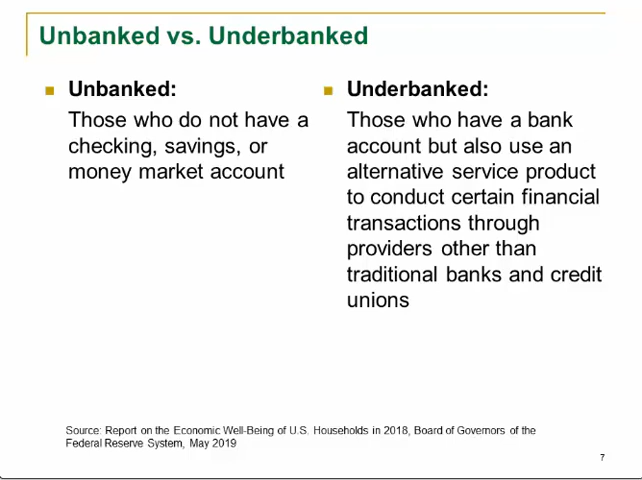 Unbanked vs. Underbanked
Unbanked:
Those who do not have a
checking, savings, or
money market account
Underbanked:
Those who have a bank
account but also use an
alternative service product
to conduct certain financial
transactions through
providers other than
traditional banks and credit
unions
Source: Report on the Economic Well-Being of U.S. Households in 2018, Board of Governors of the
Federal Reserve System, May 2019
7